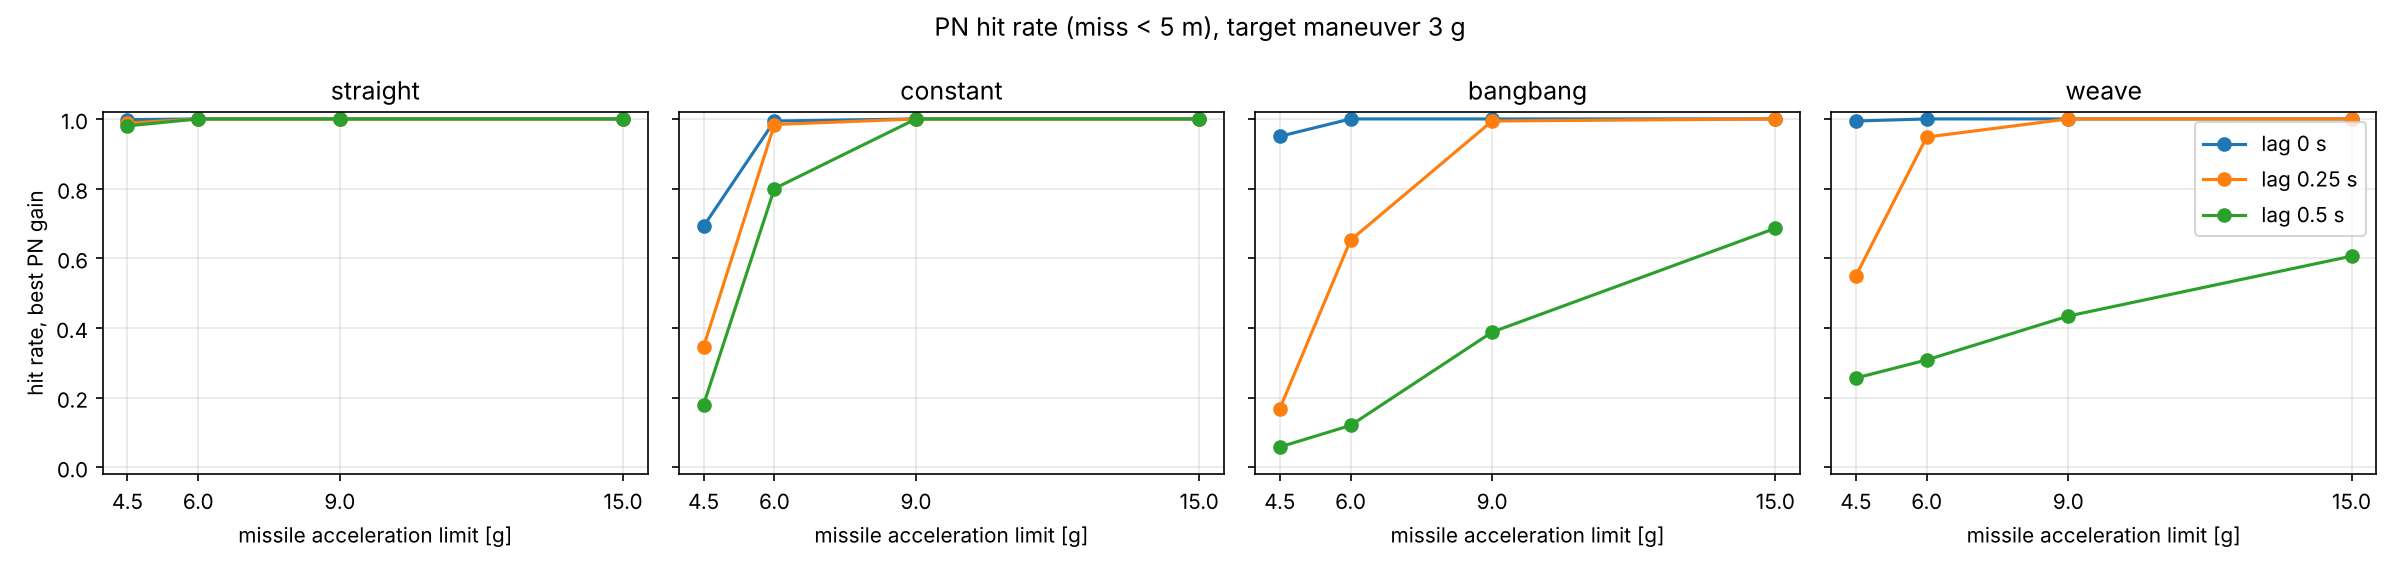 PN hit rate (miss < 5 m), target maneuver 3 g
straight
constant
bangbang
weave
hit rate, best PN gain
1.0
0.8
0.6
0.4
0.2
0.0
lag 0 s
lag 0.25 s
lag 0.5 s
4.5 6.0 9.0 15.0
4.5 6.0 9.0 15.0
4.5 6.0 9.0 15.0
4.5 6.0 9.0 15.0
missile acceleration limit [g]
missile acceleration limit [g]
missile acceleration limit [g]
missile acceleration limit [g]